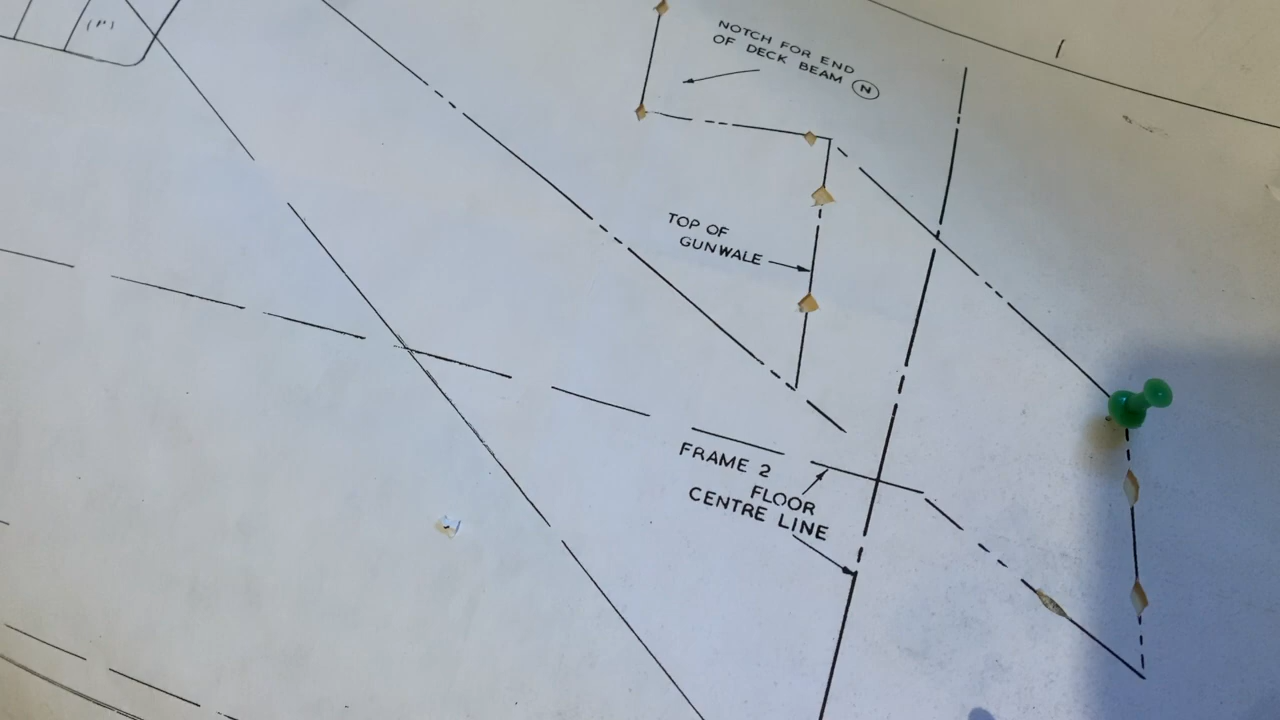 (M)
NOTCH FOR END
OF DECK BEAM (N)
TOP OF
GUNWALE
FRAME 2
FLOOR
CENTRE LINE